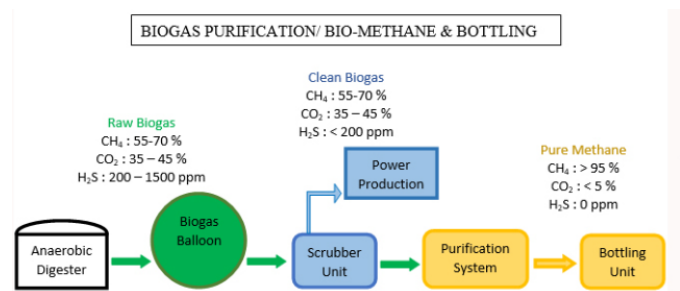 BIOGAS PURIFICATION/ BIO-METHANE & BOTTLING
Clean Biogas
CH₄ : 55-70 %
CO₂ : 35 – 45 %
H₂S : < 200 ppm
Raw Biogas
CH₄ : 55-70 %
CO₂ : 35 – 45 %
H₂S : 200 – 1500 ppm
Pure Methane
CH₄ : > 95 %
CO₂ : < 5 %
H₂S : 0 ppm
Power
Production
Biogas
Balloon
Anaerobic
Digester
Scrubber
Unit
Purification
System
Bottling
Unit